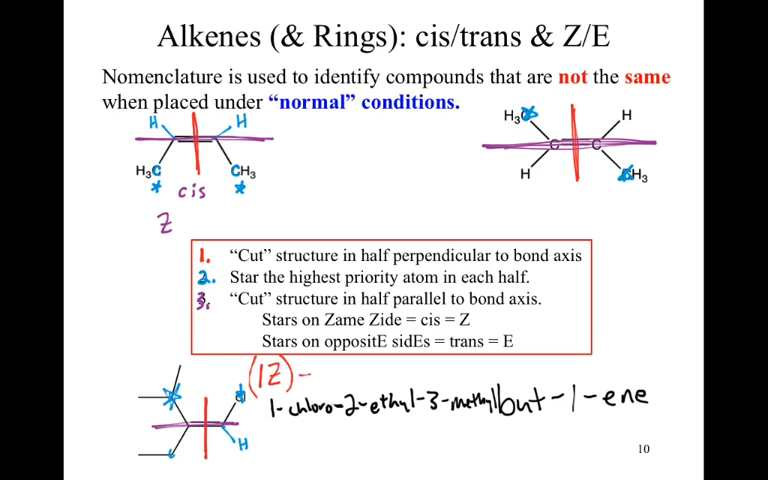 Alkenes (& Rings): cis/trans & Z/E
Nomenclature is used to identify compounds that are not the same
when placed under “normal” conditions.
H H
H₃C CH₃
cis
Z
H₃ H
C C
H H₃
1. “Cut” structure in half perpendicular to bond axis
2. Star the highest priority atom in each half.
3. “Cut” structure in half parallel to bond axis.
Stars on Zame Zide = cis = Z
Stars on oppositE sidEs = trans = E
(1Z)-
1-chloro-2-ethyl-3-methylbut-1-ene
H
10